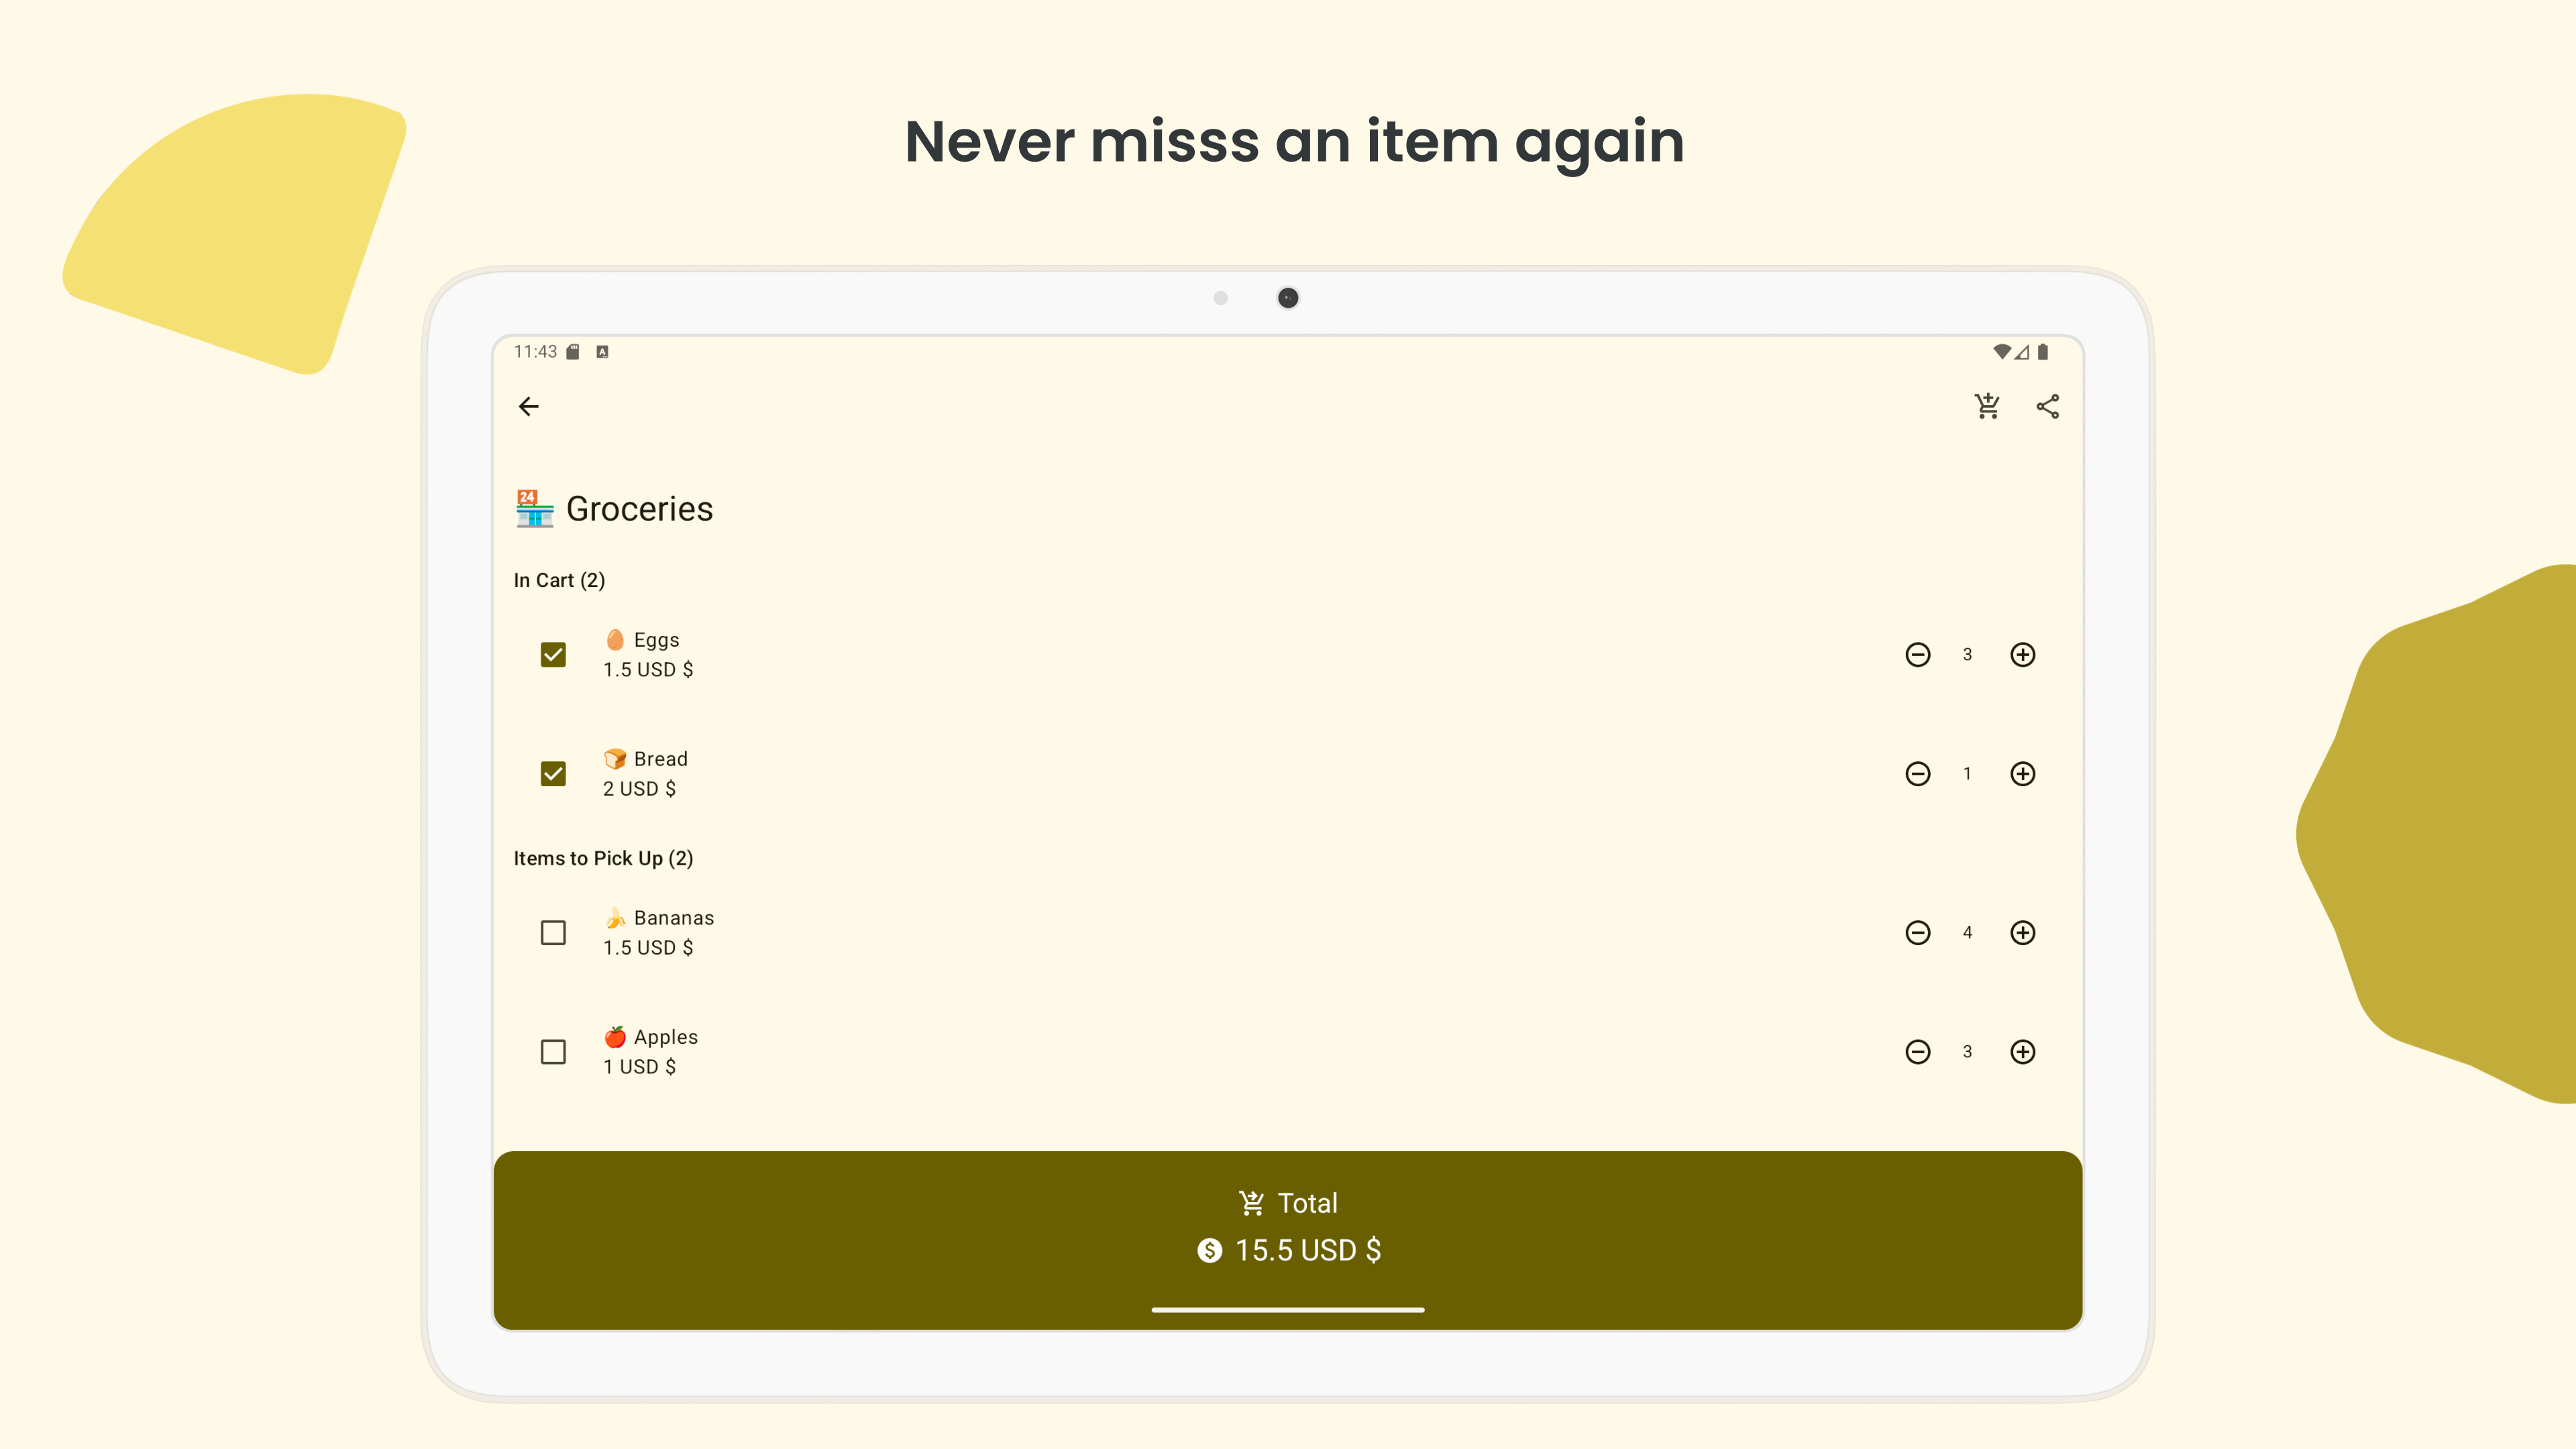 Never misss an item again
11:43
Groceries
In Cart (2)
Eggs
1.5 USD $
3
Bread
2 USD $
1
Items to Pick Up (2)
Bananas
1.5 USD $
4
Apples
1 USD $
3
Total
15.5 USD $